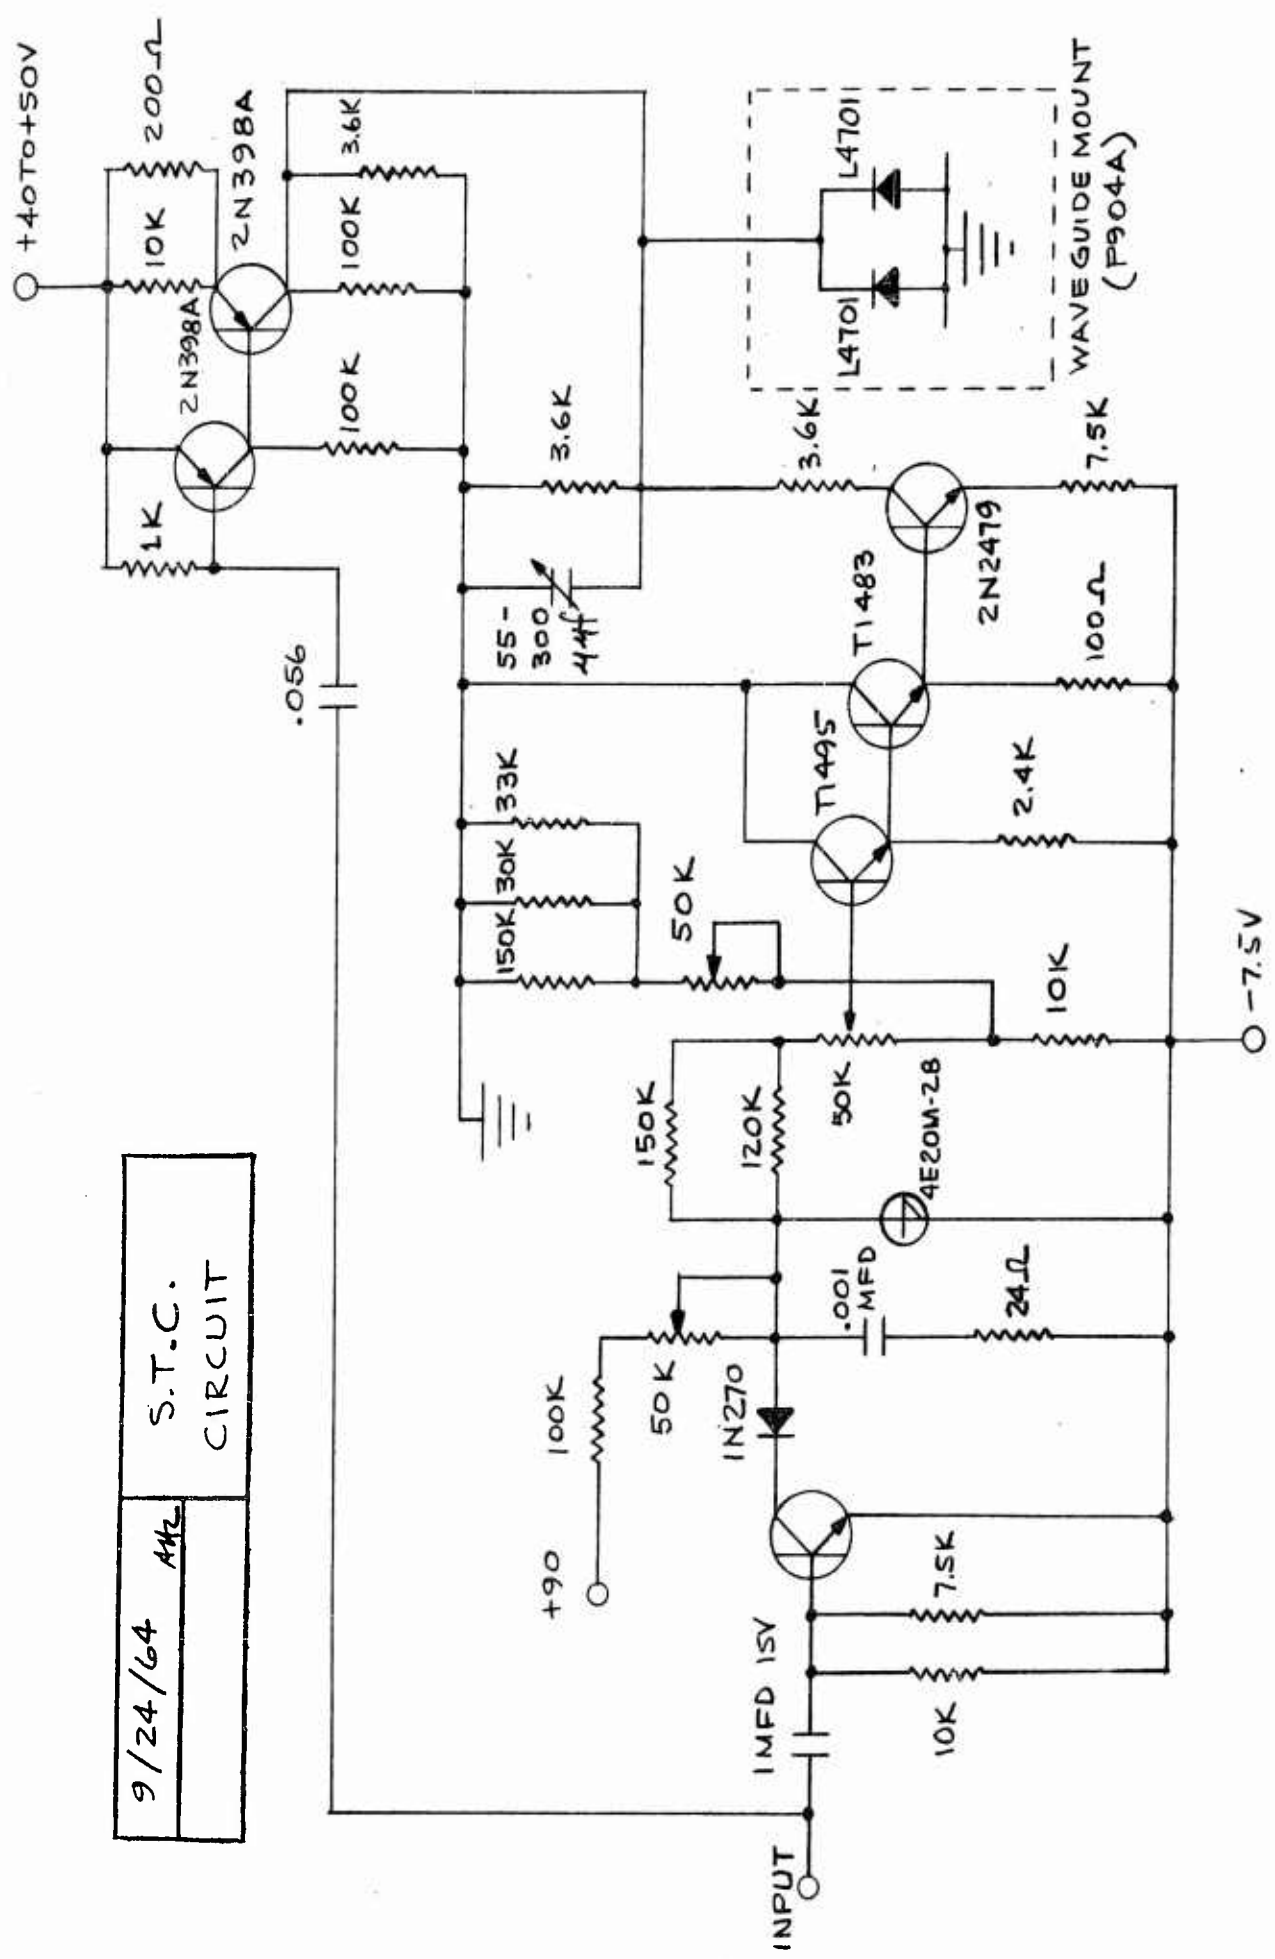 9/24/64
S.T.C.
CIRCUIT
+40TO+50V
200Ω
10K
2N398A
2N398A
1K
3.6K
100K
100K
.056
55-
300
µµf
3.6K
3.6K
33K
30K
150K
50K
TI495
TI483
2N2479
7.5K
100Ω
2.4K
10K
-7.5V
L4701
L4701
WAVE GUIDE MOUNT
(P904A)
150K
120K
50K
4E20M-28
.001
MFD
24Ω
+90
100K
50K
IN270
7.5K
10K
1MFD 15V
INPUT